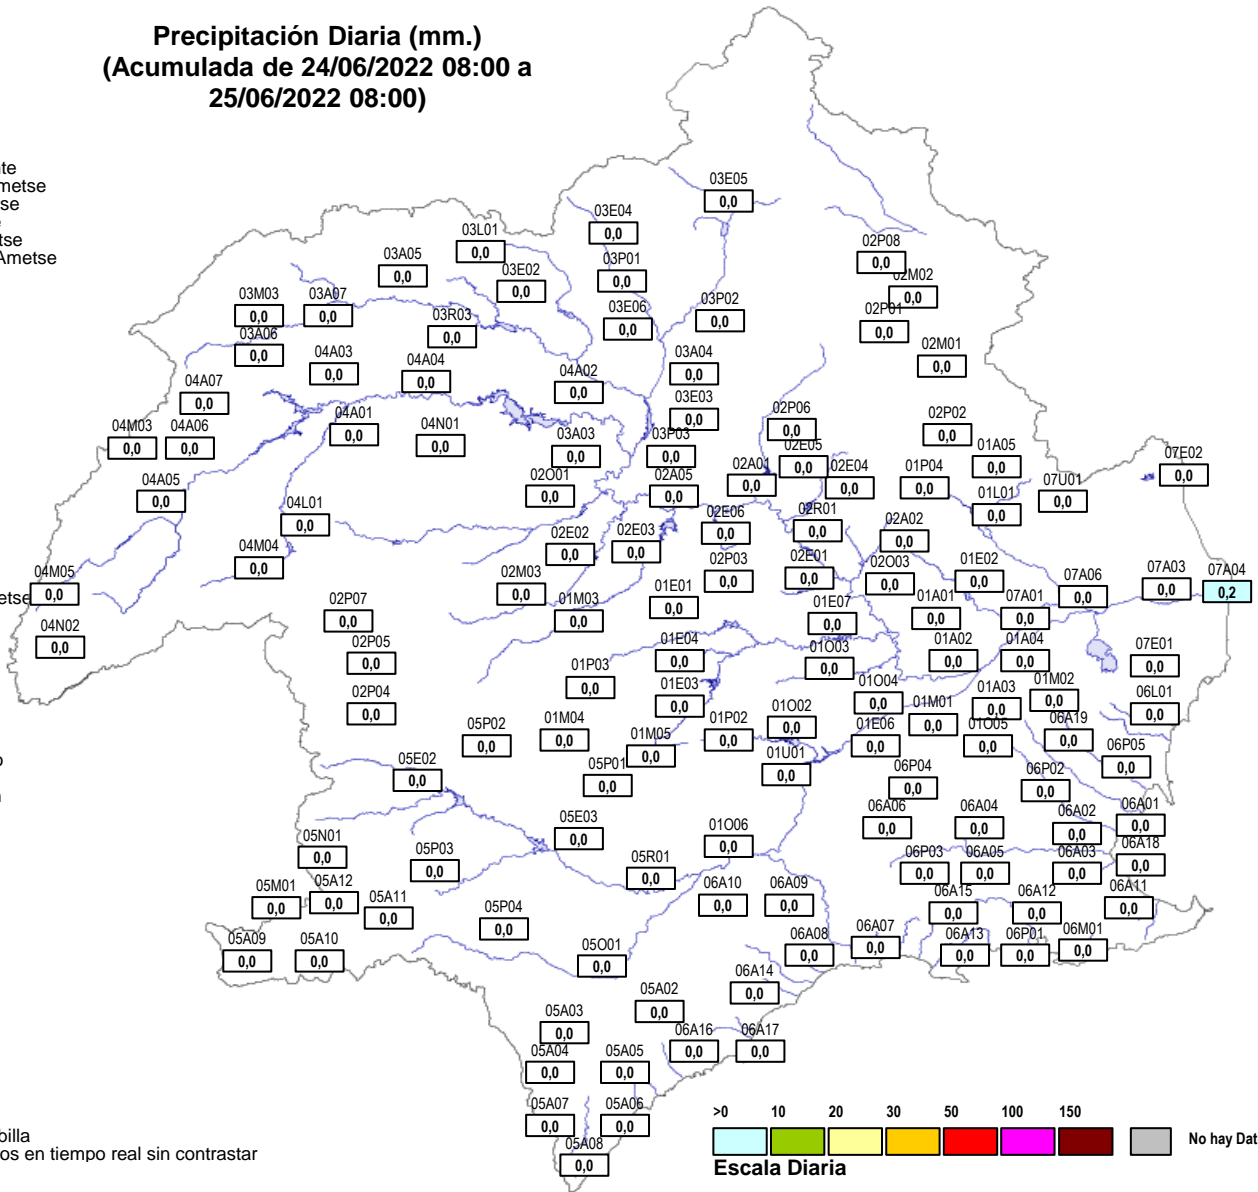 Precipitación Diaria (mm.)
(Acumulada de 24/06/2022 08:00 a
25/06/2022 08:00)
nte
metse
se
e
tse
Ametse
03E05
0,0
03E04
0,0
03L01
0,0
03P01
0,0
02P08
0,0
03A05
0,0
03E02
0,0
02M02
0,0
03M03
0,0
03A07
0,0
03P02
0,0
03E06
0,0
02P01
0,0
03R03
0,0
03A06
0,0
02M01
0,0
04A03
0,0
04A04
0,0
03A04
0,0
04A02
0,0
04A07
0,0
03E03
0,0
02P06
0,0
04A01
0,0
02P02
0,0
04M03
0,0
04A06
0,0
04N01
0,0
03A03
0,0
03P03
0,0
02E05
0,0
01A05
0,0
07E02
0,0
02A01
0,0
02E04
0,0
01P04
0,0
04A05
0,0
02O01
0,0
02A05
0,0
07U01
0,0
01L01
0,0
04L01
0,0
02E06
0,0
02R01
0,0
02A02
0,0
02E02
0,0
02E03
0,0
04M04
0,0
02P03
0,0
02E01
0,0
02O03
0,0
01E02
0,0
04M05
0,0
etse
02M03
0,0
07A06
0,0
07A03
0,0
07A04
0,2
01E01
0,0
02P07
0,0
01M03
0,0
01E07
0,0
01A01
0,0
07A01
0,0
04N02
0,0
02P05
0,0
01E04
0,0
01O03
0,0
01A02
0,0
01A04
0,0
07E01
0,0
01P03
0,0
02P04
0,0
01E03
0,0
01O04
0,0
01A03
0,0
01M02
0,0
06L01
0,0
05P02
0,0
01M04
0,0
01P02
0,0
01O02
0,0
01M01
0,0
01E06
0,0
01O05
0,0
06A19
0,0
01M05
0,0
o
05E02
0,0
05P01
0,0
01U01
0,0
06P04
0,0
06P02
0,0
06P05
0,0
05E03
0,0
01O06
0,0
06A06
0,0
06A04
0,0
06A02
0,0
06A01
0,0
05N01
0,0
05P03
0,0
05R01
0,0
06P03
0,0
06A05
0,0
06A03
0,0
06A18
0,0
05M01
0,0
05A12
0,0
05A11
0,0
06A10
0,0
06A09
0,0
06A15
0,0
06A12
0,0
06A11
0,0
05P04
0,0
05A09
0,0
05A10
0,0
05O01
0,0
06A08
0,0
06A07
0,0
06A13
0,0
06P01
0,0
06M01
0,0
06A14
0,0
05A02
0,0
05A03
0,0
06A16
0,0
06A17
0,0
05A04
0,0
05A05
0,0
05A07
0,0
05A06
0,0
05A08
0,0
billa
os en tiempo real sin contrastar
>0 10 20 30 50 100 150
No hay Dat
Escala Diaria